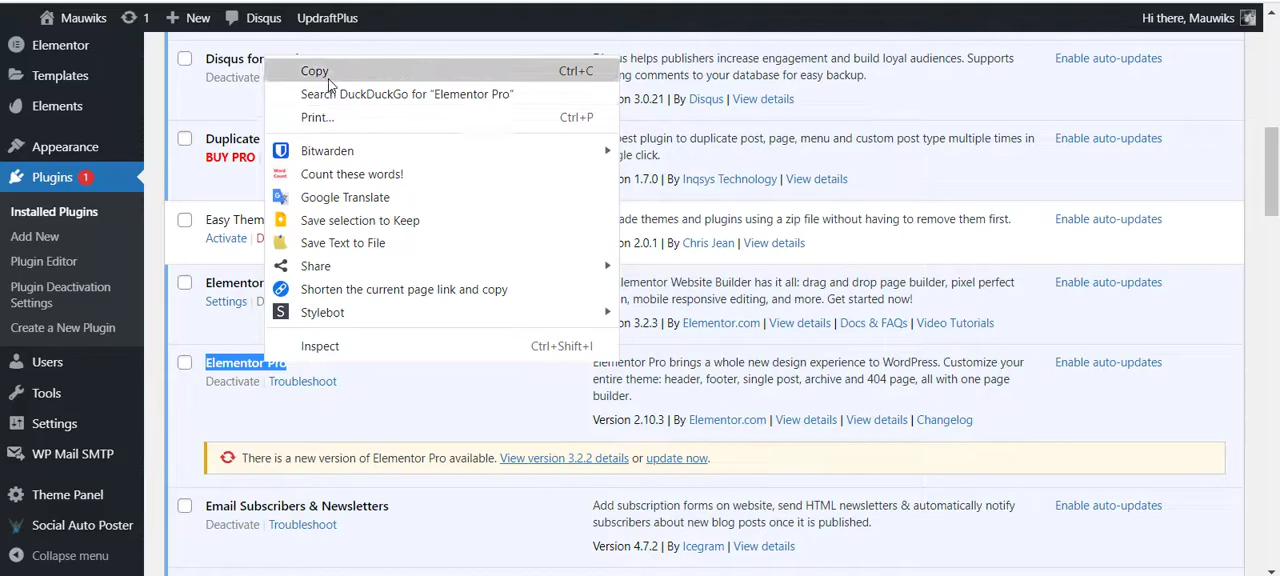 Mauwiks
1
New
Disqus
UpdraftPlus
Hi there, Mauwiks
Elementor
Templates
Elements
Appearance
Plugins 1
Installed Plugins
Add New
Plugin Editor
Plugin Deactivation
Settings
Create a New Plugin
Users
Tools
Settings
WP Mail SMTP
Theme Panel
Social Auto Poster
Collapse menu
Disqus for
Deactivate
Disqus helps publishers increase engagement and build loyal audiences. Supports
ng comments to your database for easy backup.
on 3.0.21 | By Disqus | View details
Enable auto-updates
Copy Ctrl+C
Search DuckDuckGo for "Elementor Pro"
Print... Ctrl+P
Bitwarden
Count these words!
Google Translate
Save selection to Keep
Save Text to File
Share
Shorten the current page link and copy
Stylebot
Inspect Ctrl+Shift+I
Duplicate
BUY PRO
best plugin to duplicate post, page, menu and custom post type multiple times in
gle click.
on 1.7.0 | By Inqsys Technology | View details
Enable auto-updates
Easy Them
Activate | D
ade themes and plugins using a zip file without having to remove them first.
on 2.0.1 | By Chris Jean | View details
Enable auto-updates
Elementor
Settings | D
lementor Website Builder has it all: drag and drop page builder, pixel perfect
n, mobile responsive editing, and more. Get started now!
on 3.2.3 | By Elementor.com | View details | Docs & FAQs | Video Tutorials
Enable auto-updates
Elementor Pro
Deactivate | Troubleshoot
Elementor Pro brings a whole new design experience to WordPress. Customize your
entire theme: header, footer, single post, archive and 404 page, all with one page
builder.
Version 2.10.3 | By Elementor.com | View details | View details | Changelog
Enable auto-updates
There is a new version of Elementor Pro available. View version 3.2.2 details or update now.
Email Subscribers & Newsletters
Deactivate | Troubleshoot
Add subscription forms on website, send HTML newsletters & automatically notify
subscribers about new blog posts once it is published.
Version 4.7.2 | By Icegram | View details
Enable auto-updates